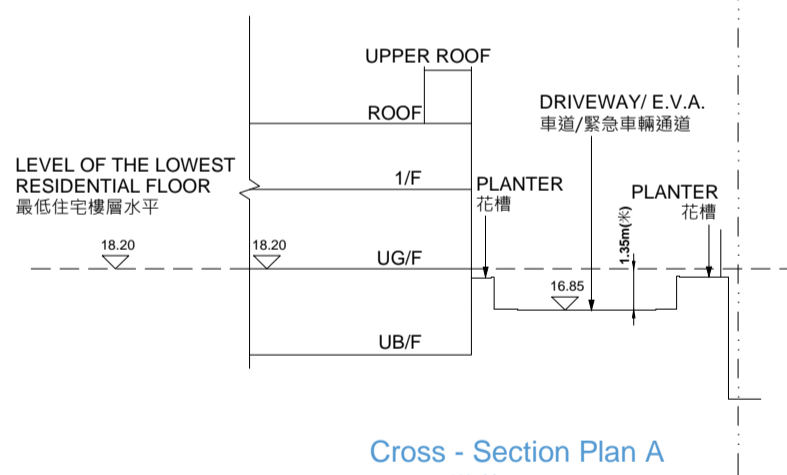 UPPER ROOF
ROOF
DRIVEWAY/ E.V.A.
車道/緊急車輛通道
LEVEL OF THE LOWEST
RESIDENTIAL FLOOR
最低住宅樓層水平
1/F
PLANTER
花槽
PLANTER
花槽
1.35m(米)
18.20
18.20
UG/F
16.85
UB/F
Cross - Section Plan A